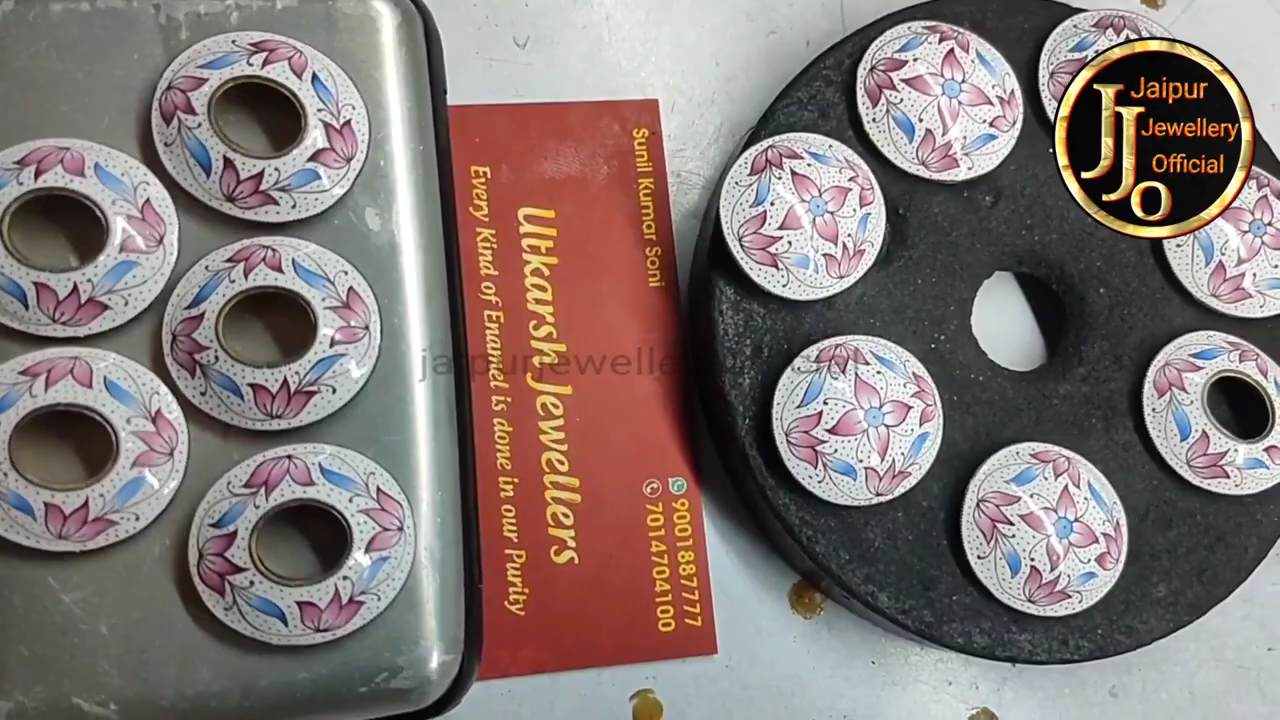 Sunil Kumar Soni
Utkarsh Jewellers
Every Kind of Enamel is done in our Purity
9001887777
7014704100
Jaipur
Jewellery
Official
JJO